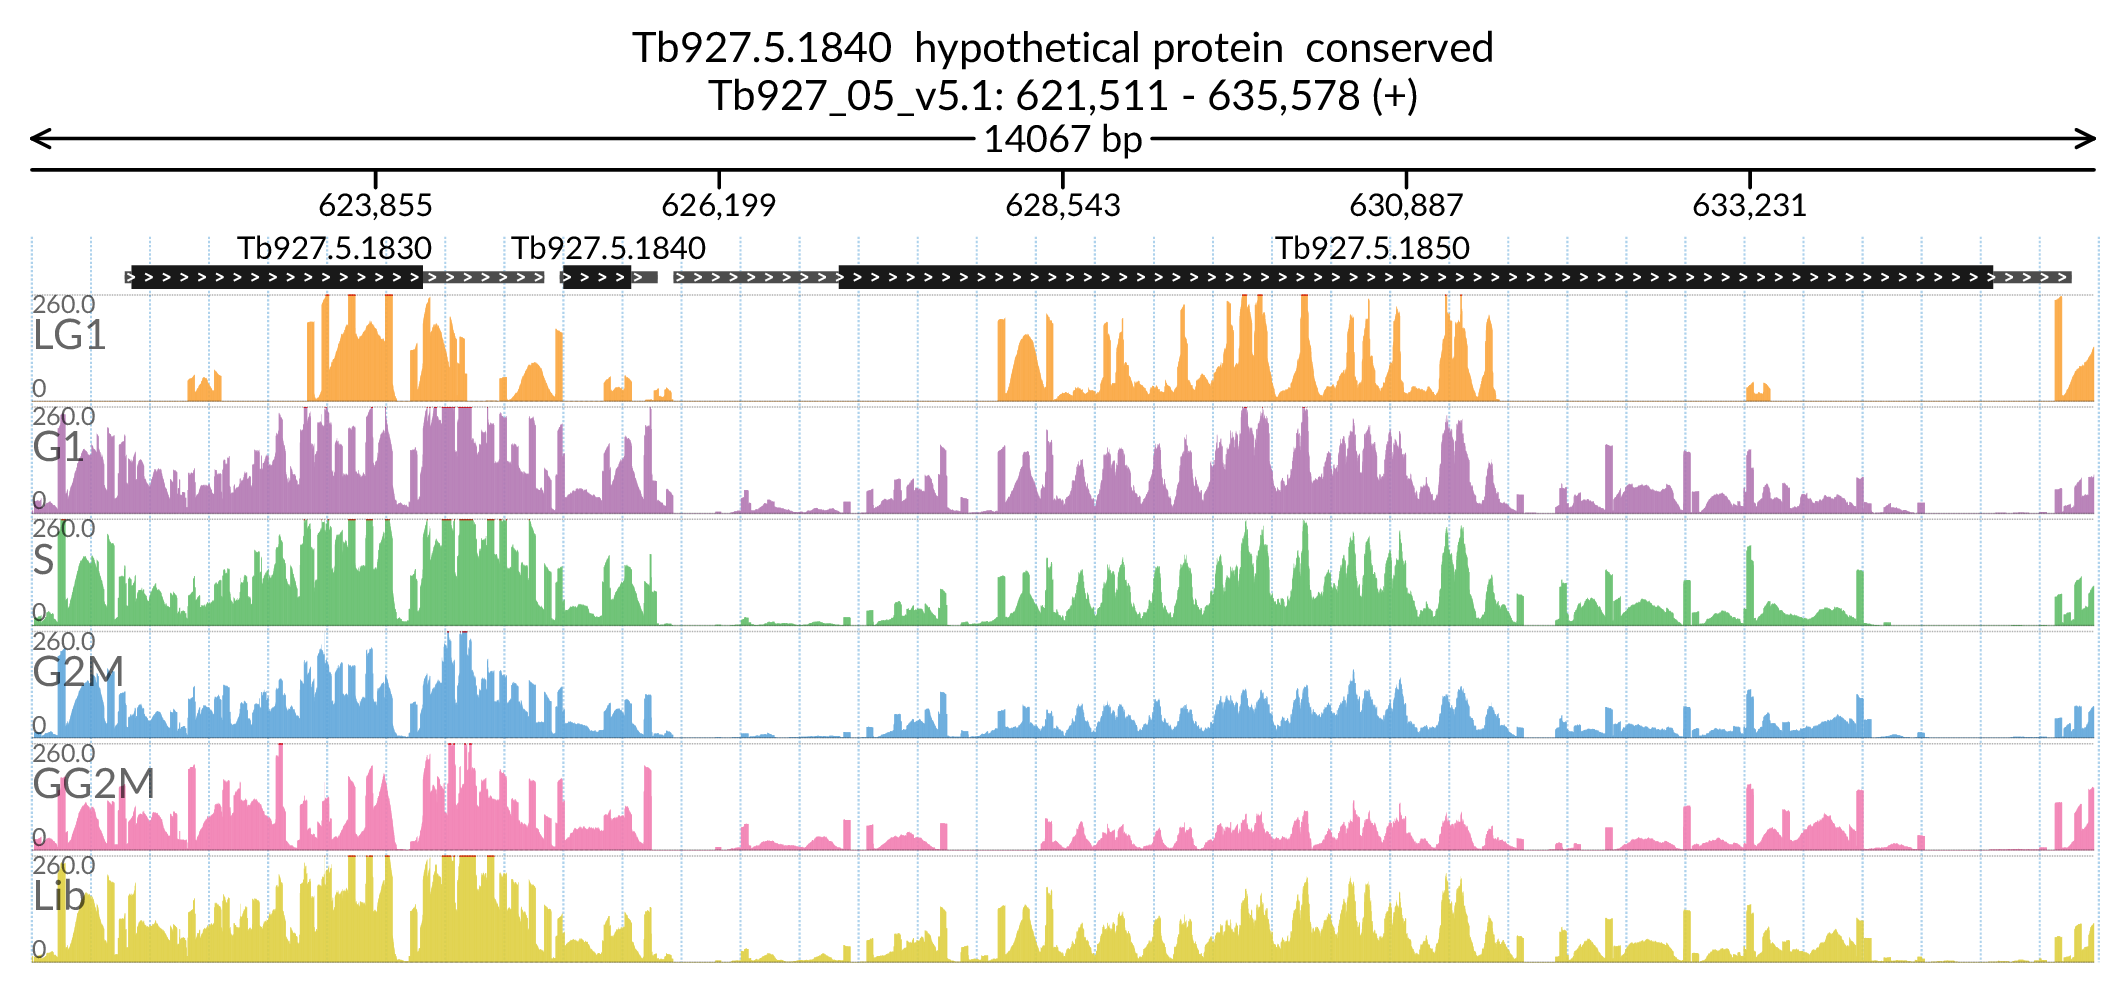 Tb927.5.1840  hypothetical protein  conserved
Tb927_05_v5.1: 621,511 - 635,578 (+)
14067 bp
623,855 626,199 628,543 630,887 633,231
Tb927.5.1830 Tb927.5.1840 Tb927.5.1850
260.0
LG1
0
260.0
G1
0
260.0
S
0
260.0
G2M
0
260.0
GG2M
0
260.0
Lib
0